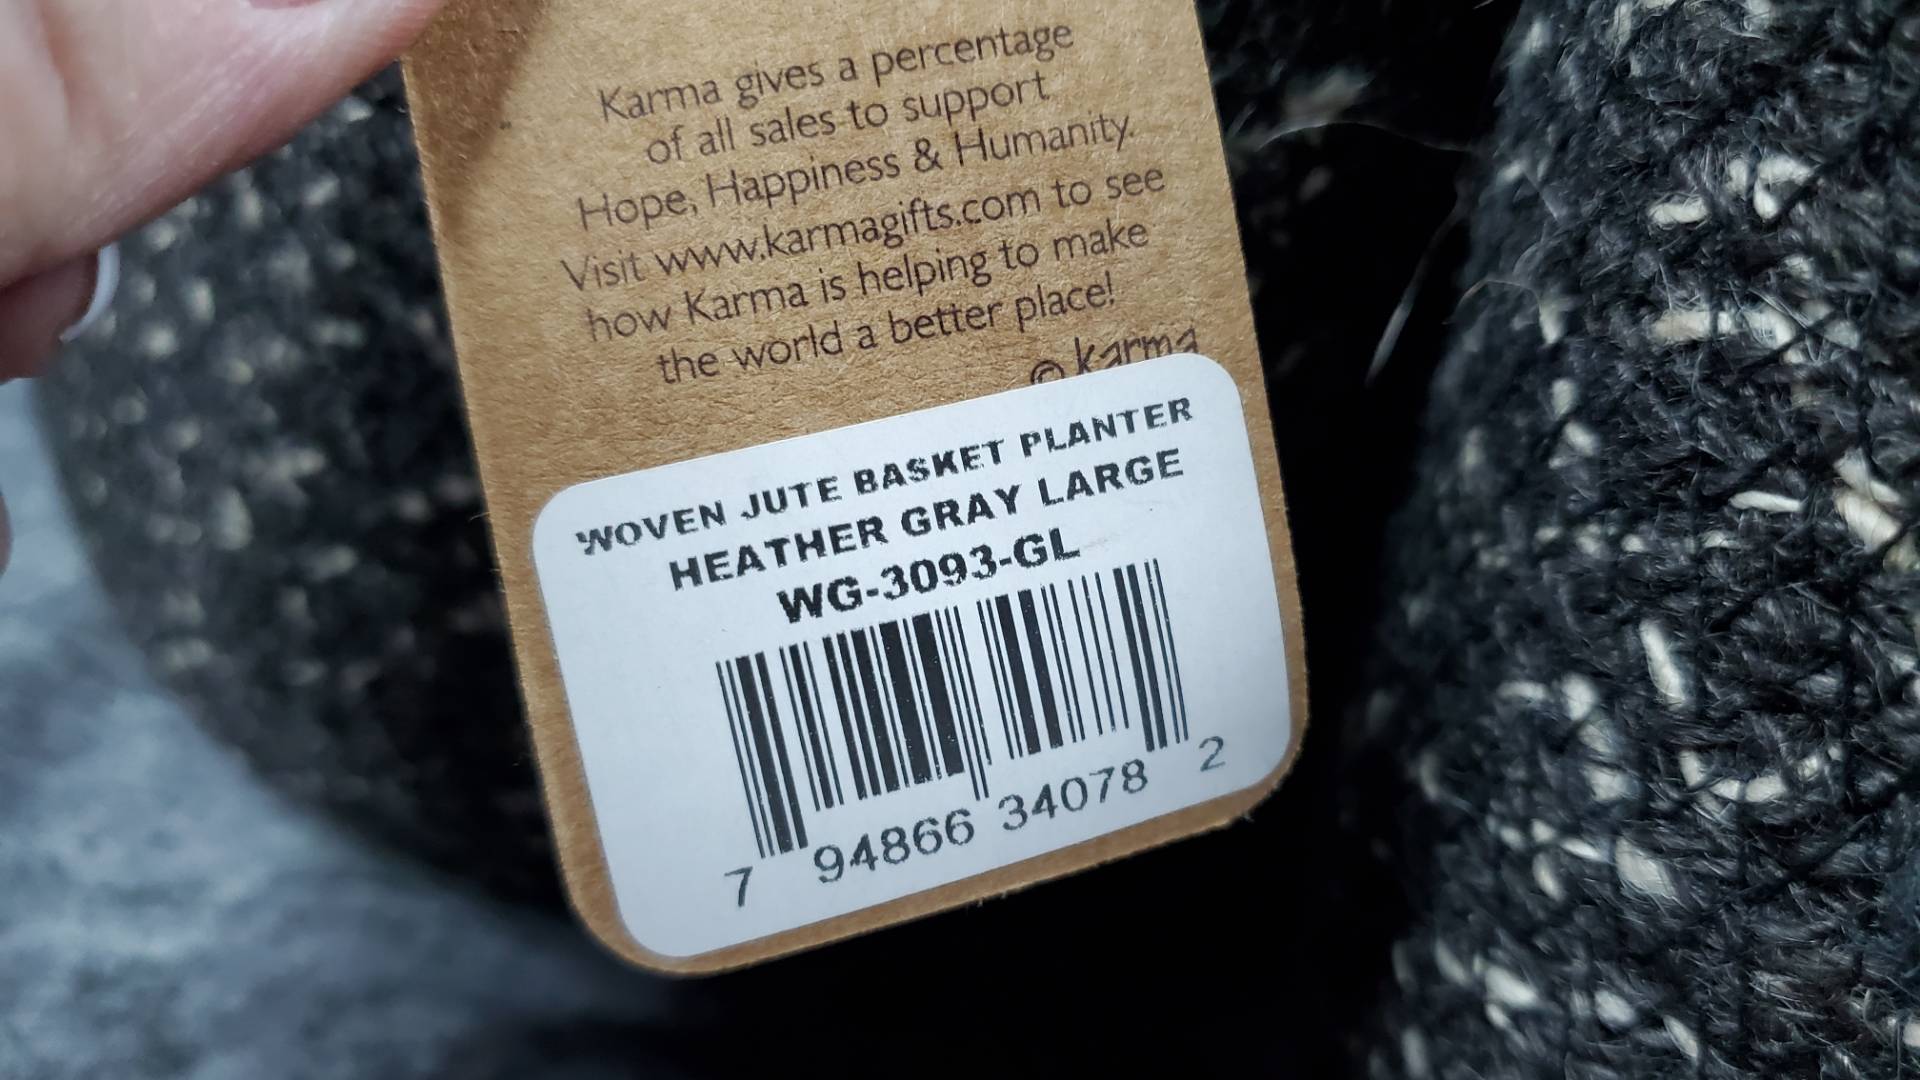 Karma gives a percentage
of all sales to support
Hope, Happiness & Humanity.
Visit www.karmagifts.com to see
how Karma is helping to make
the world a better place!
© karma
WOVEN JUTE BASKET PLANTER
HEATHER GRAY LARGE
WG-3093-GL
7 94866 34078 2